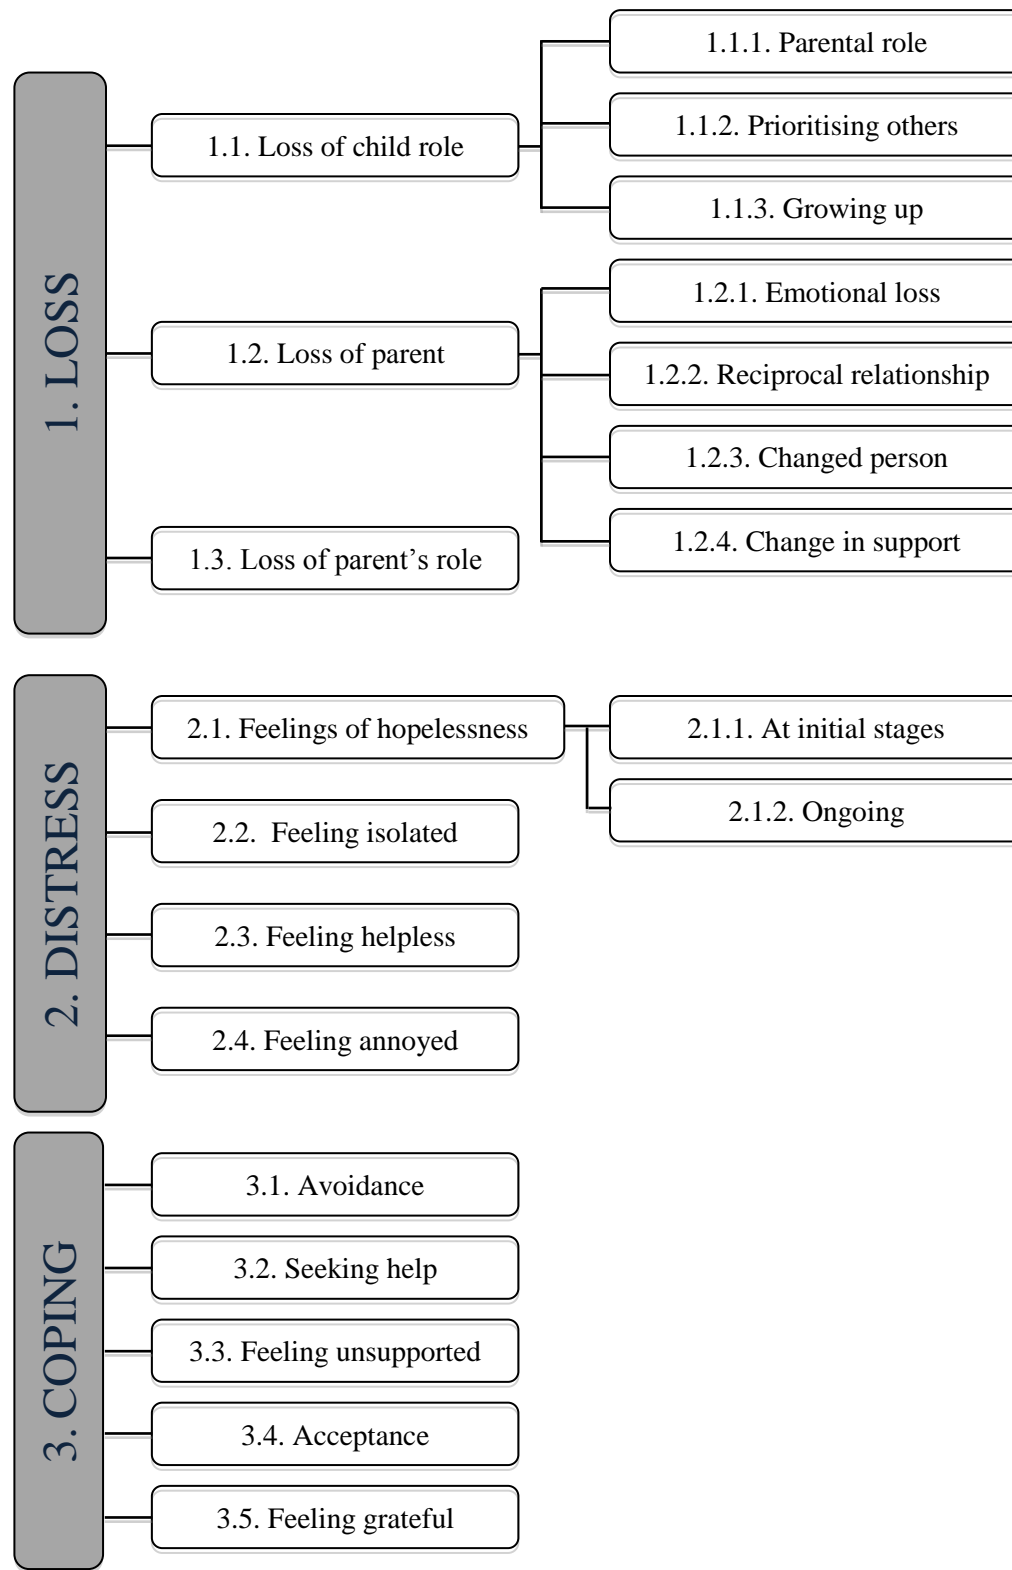 1. LOSS
1.1. Loss of child role
1.1.1. Parental role
1.1.2. Prioritising others
1.1.3. Growing up
1.2. Loss of parent
1.2.1. Emotional loss
1.2.2. Reciprocal relationship
1.2.3. Changed person
1.2.4. Change in support
1.3. Loss of parent’s role
2. DISTRESS
2.1. Feelings of hopelessness
2.1.1. At initial stages
2.1.2. Ongoing
2.2.  Feeling isolated
2.3. Feeling helpless
2.4. Feeling annoyed
3. COPING
3.1. Avoidance
3.2. Seeking help
3.3. Feeling unsupported
3.4. Acceptance
3.5. Feeling grateful